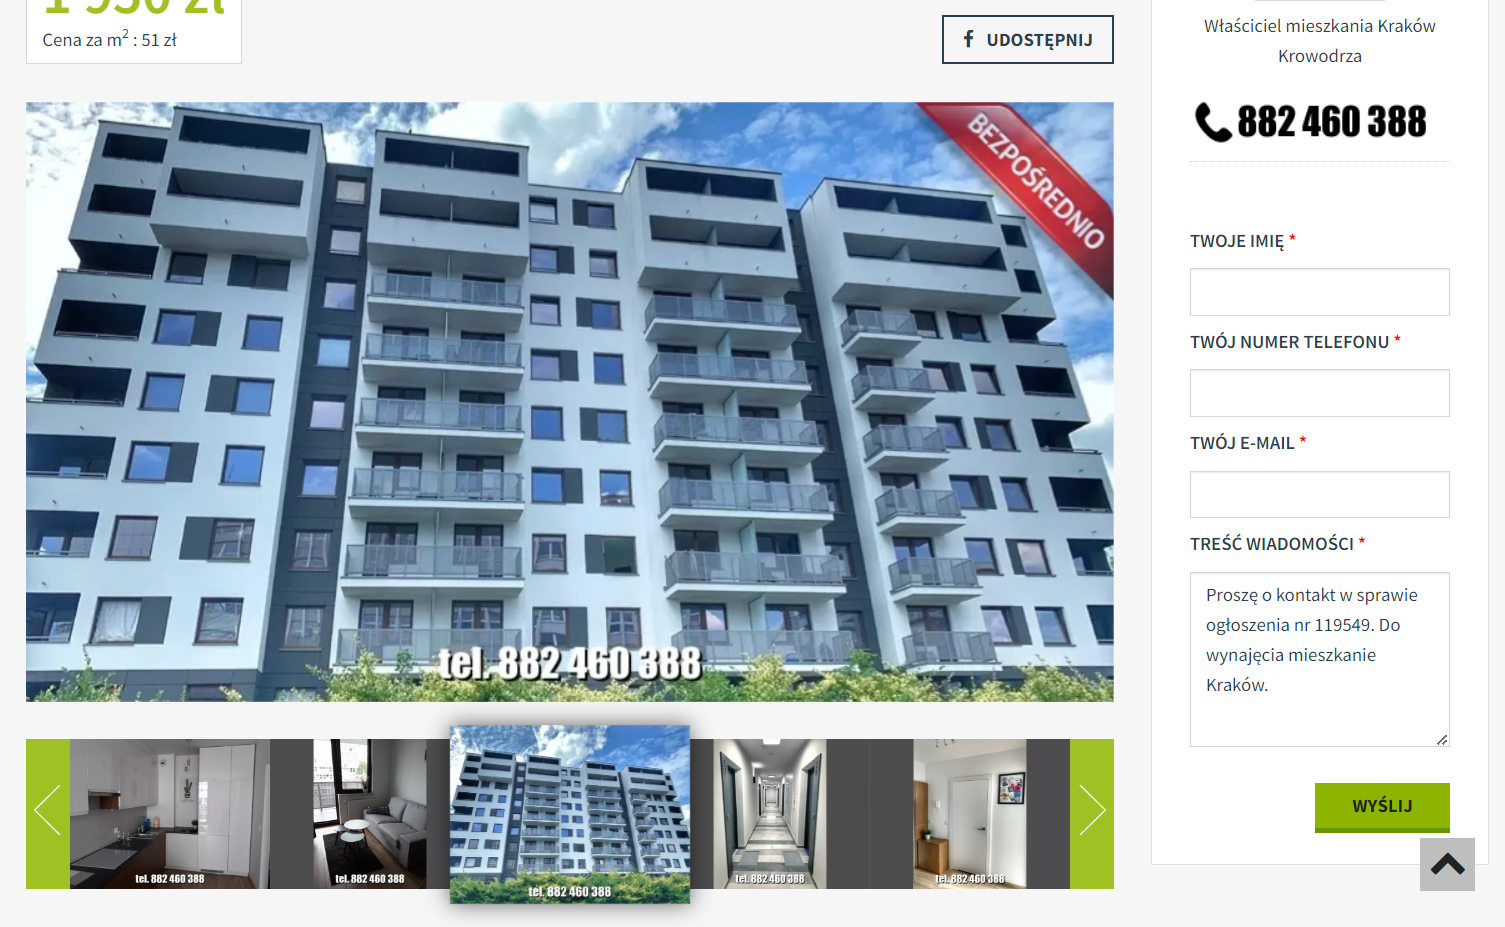 1 950 zł
Cena za m2 : 51 zł
UDOSTĘPNIJ
Właściciel mieszkania Kraków
Krowodrza
882 460 388
BEZPOŚREDNIO
tel. 882 460 388
TWOJE IMIĘ *
TWÓJ NUMER TELEFONU *
TWÓJ E-MAIL *
TREŚĆ WIADOMOŚCI *
Proszę o kontakt w sprawie
ogłoszenia nr 119549. Do
wynajęcia mieszkanie
Kraków.
WYŚLIJ
tel. 882 460 388
tel. 882 460 388
tel. 882 460 388
tel. 882 460 388
tel. 882 460 388